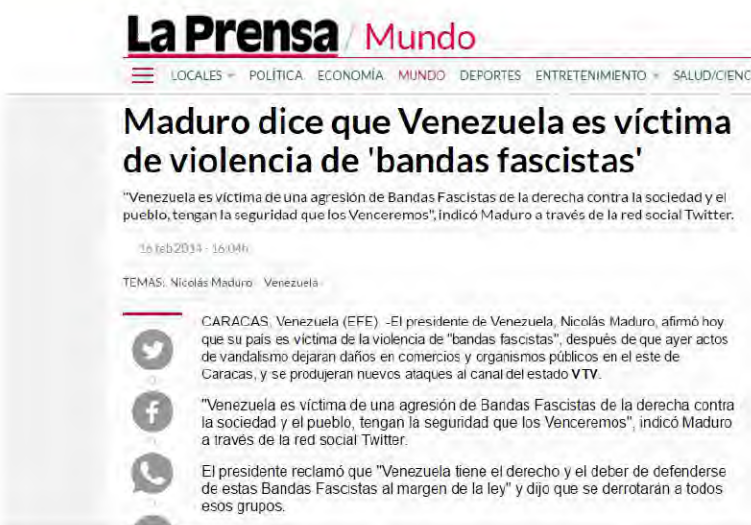 La Prensa / Mundo
LOCALES POLÍTICA ECONOMÍA MUNDO DEPORTES ENTRETENIMIENTO SALUD/CIENC
Maduro dice que Venezuela es víctima
de violencia de 'bandas fascistas'
"Venezuela es víctima de una agresión de Bandas Fascistas de la derecha contra la sociedad y el
pueblo, tengan la seguridad que los Venceremos", indicó Maduro a través de la red social Twitter.
16 feb 2014 - 16:04h
TEMAS: Nicolás Maduro Venezuela
CARACAS, Venezuela (EFE). -El presidente de Venezuela, Nicolás Maduro, afirmó hoy
que su país es víctima de la violencia de "bandas fascistas", después de que ayer actos
de vandalismo dejaran daños en comercios y organismos públicos en el este de
Caracas, y se produjeran nuevos ataques al canal del estado VTV.
"Venezuela es víctima de una agresión de Bandas Fascistas de la derecha contra
la sociedad y el pueblo, tengan la seguridad que los Venceremos", indicó Maduro
a través de la red social Twitter.
El presidente reclamó que "Venezuela tiene el derecho y el deber de defenderse
de estas Bandas Fascistas al margen de la ley" y dijo que se derrotarán a todos
esos grupos.